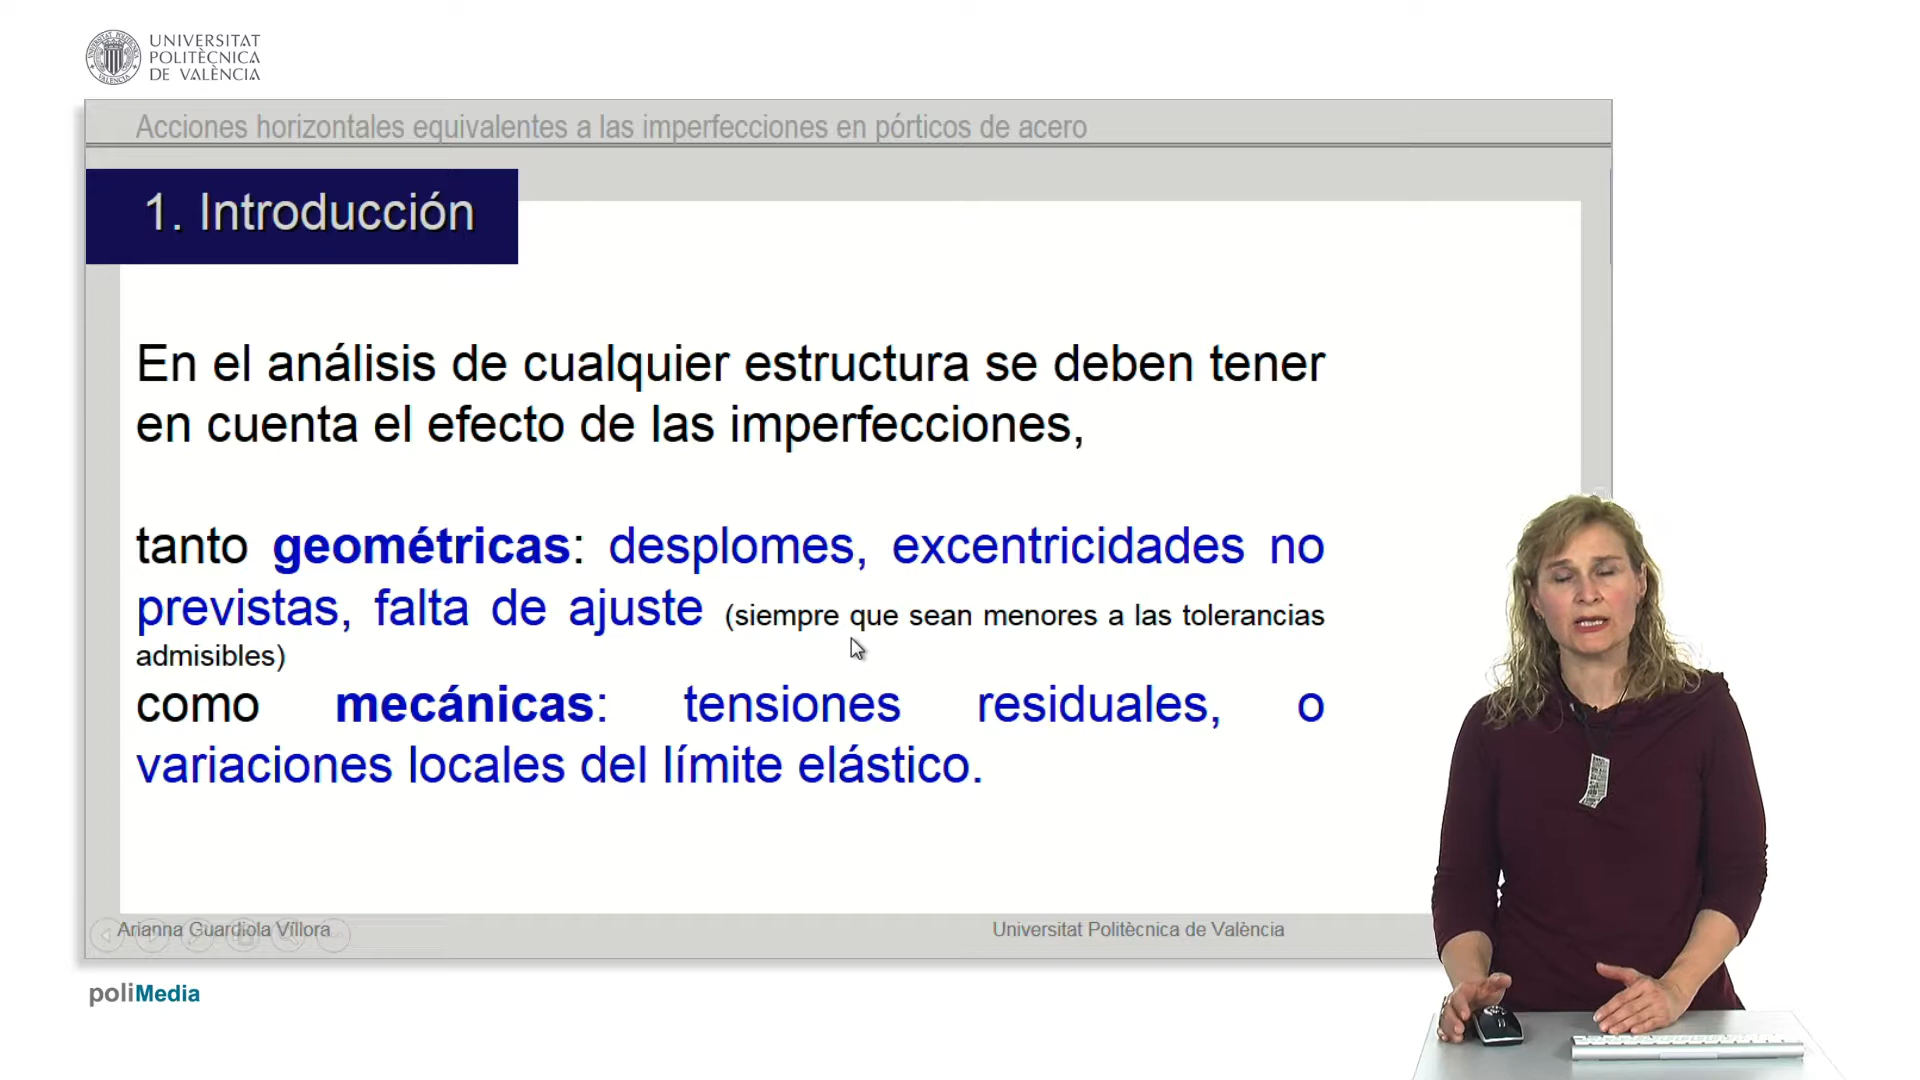 UNIVERSITAT
POLITÈCNICA
DE VALÈNCIA
Acciones horizontales equivalentes a las imperfecciones en pórticos de acero
1. Introducción
En el análisis de cualquier estructura se deben tener
en cuenta el efecto de las imperfecciones,
tanto geométricas: desplomes, excentricidades no
previstas, falta de ajuste (siempre que sean menores a las tolerancias
admisibles)
como mecánicas: tensiones residuales, o
variaciones locales del límite elástico.
Arianna Guardiola Víllora
Universitat Politècnica de València
poliMedia